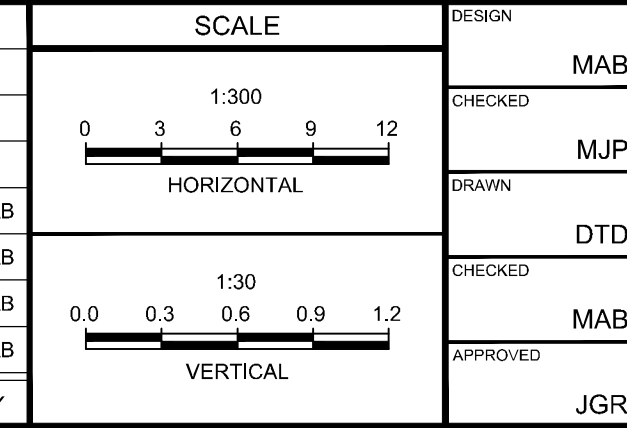 SCALE
1:300
0 3 6 9 12
HORIZONTAL
1:30
0.0 0.3 0.6 0.9 1.2
VERTICAL
DESIGN
MAB
CHECKED
MJP
DRAWN
DTD
CHECKED
MAB
APPROVED
JGR
B
B
B
B